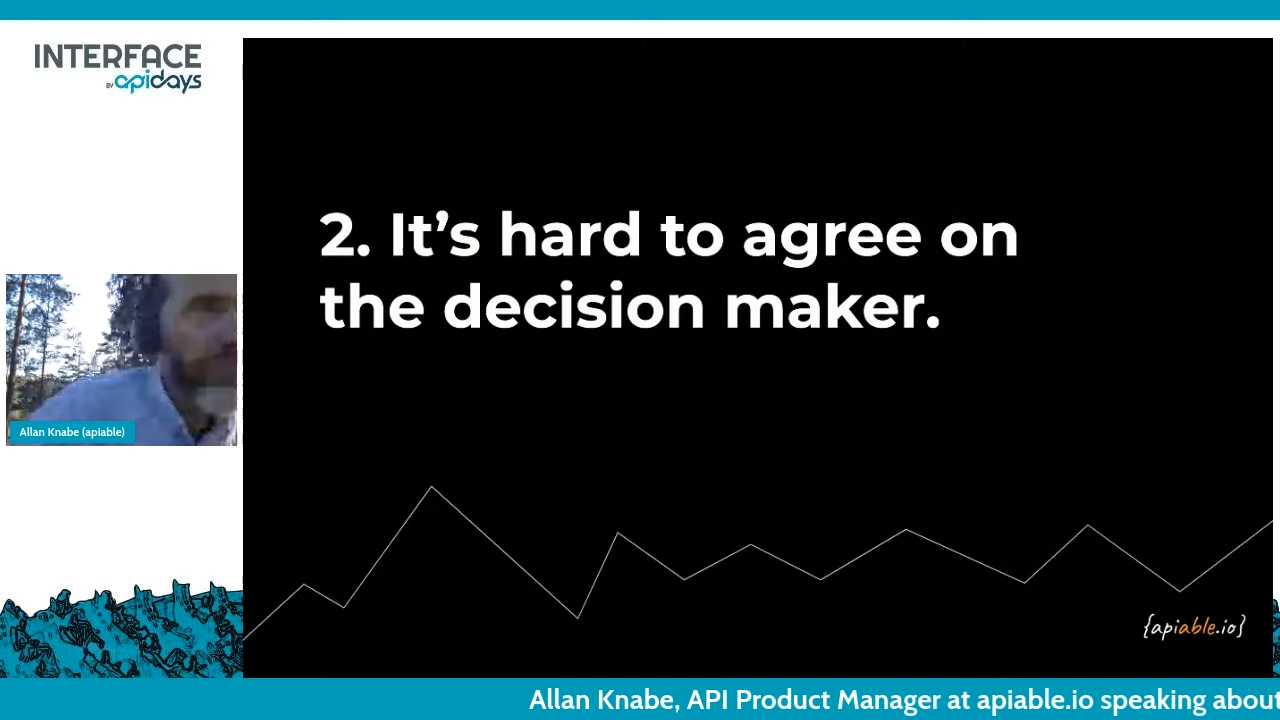 INTERFACE
BY apidays
2. It's hard to agree on
the decision maker.
Allan Knabe (apiable)
{apiable.io}
Allan Knabe, API Product Manager at apiable.io speaking about